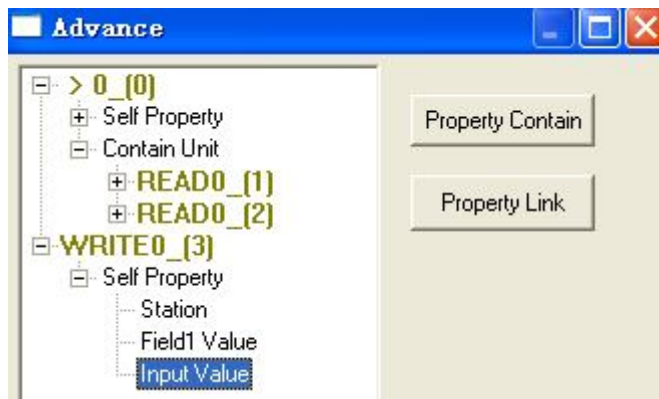 Advance
> 0_(0)
Self Property
Contain Unit
READ0_(1)
READ0_(2)
WRITE0_(3)
Self Property
Station
Field1 Value
Input Value
Property Contain
Property Link